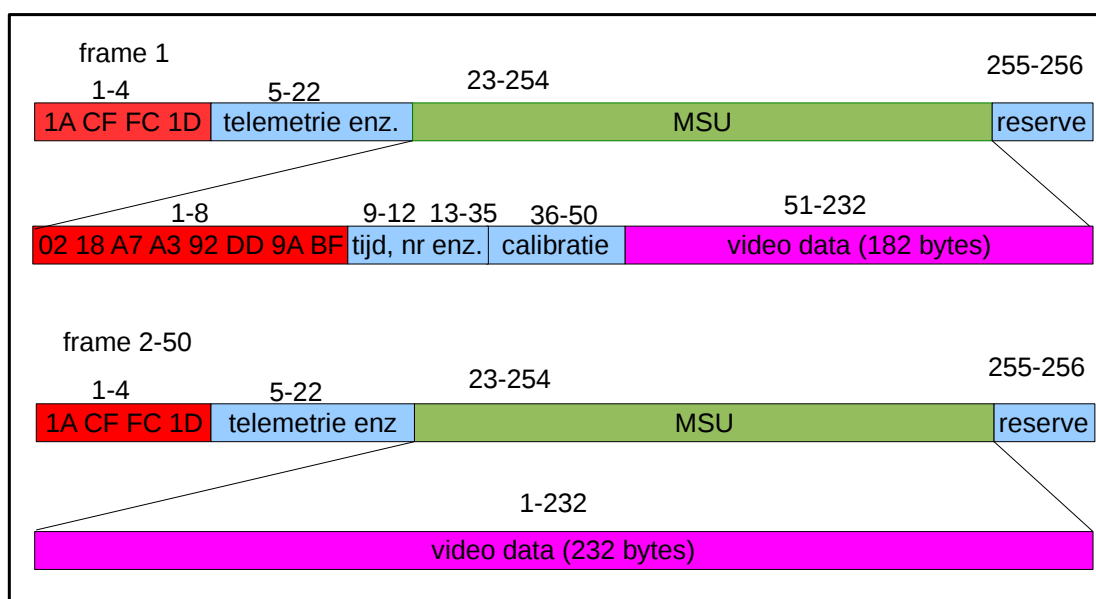 frame 1
1-4 5-22 23-254 255-256
1A CF FC 1D telemetrie enz. MSU reserve
1-8 9-12 13-35 36-50 51-232
02 18 A7 A3 92 DD 9A BF tijd, nr enz. calibratie video data (182 bytes)
frame 2-50
1-4 5-22 23-254 255-256
1A CF FC 1D telemetrie enz MSU reserve
1-232
video data (232 bytes)